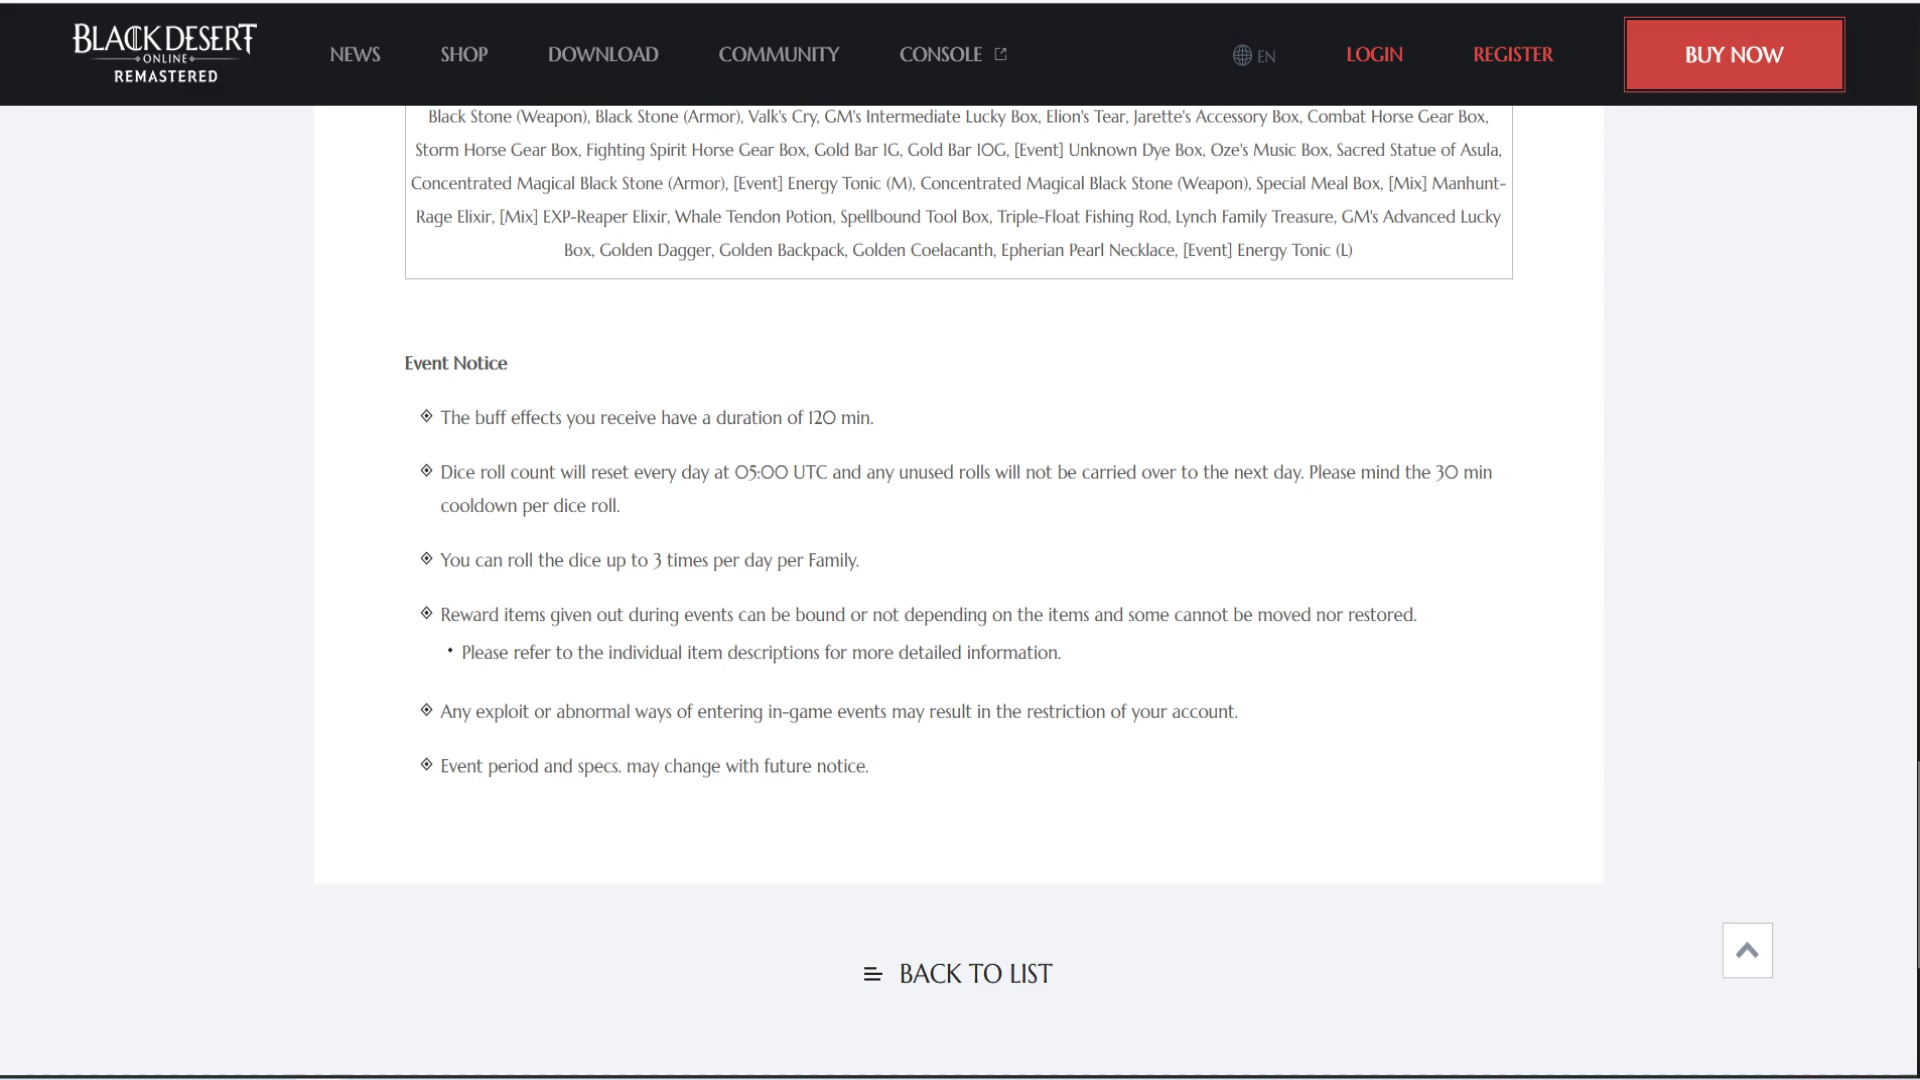 BLACK DESERT
ONLINE
REMASTERED
NEWS
SHOP
DOWNLOAD
COMMUNITY
CONSOLE
EN
LOGIN
REGISTER
BUY NOW
Black Stone (Weapon), Black Stone (Armor), Valk's Cry, GM's Intermediate Lucky Box, Elion's Tear, Jarette's Accessory Box, Combat Horse Gear Box,
Storm Horse Gear Box, Fighting Spirit Horse Gear Box, Gold Bar 1G, Gold Bar 10G, [Event] Unknown Dye Box, Oze's Music Box, Sacred Statue of Asula,
Concentrated Magical Black Stone (Armor), [Event] Energy Tonic (M), Concentrated Magical Black Stone (Weapon), Special Meal Box, [Mix] Manhunt-
Rage Elixir, [Mix] EXP-Reaper Elixir, Whale Tendon Potion, Spellbound Tool Box, Triple-Float Fishing Rod, Lynch Family Treasure, GM's Advanced Lucky
Box, Golden Dagger, Golden Backpack, Golden Coelacanth, Epherian Pearl Necklace, [Event] Energy Tonic (L)
Event Notice
The buff effects you receive have a duration of 120 min.
Dice roll count will reset every day at 05:00 UTC and any unused rolls will not be carried over to the next day. Please mind the 30 min
cooldown per dice roll.
You can roll the dice up to 3 times per day per Family.
Reward items given out during events can be bound or not depending on the items and some cannot be moved nor restored.
Please refer to the individual item descriptions for more detailed information.
Any exploit or abnormal ways of entering in-game events may result in the restriction of your account.
Event period and specs. may change with future notice.
BACK TO LIST